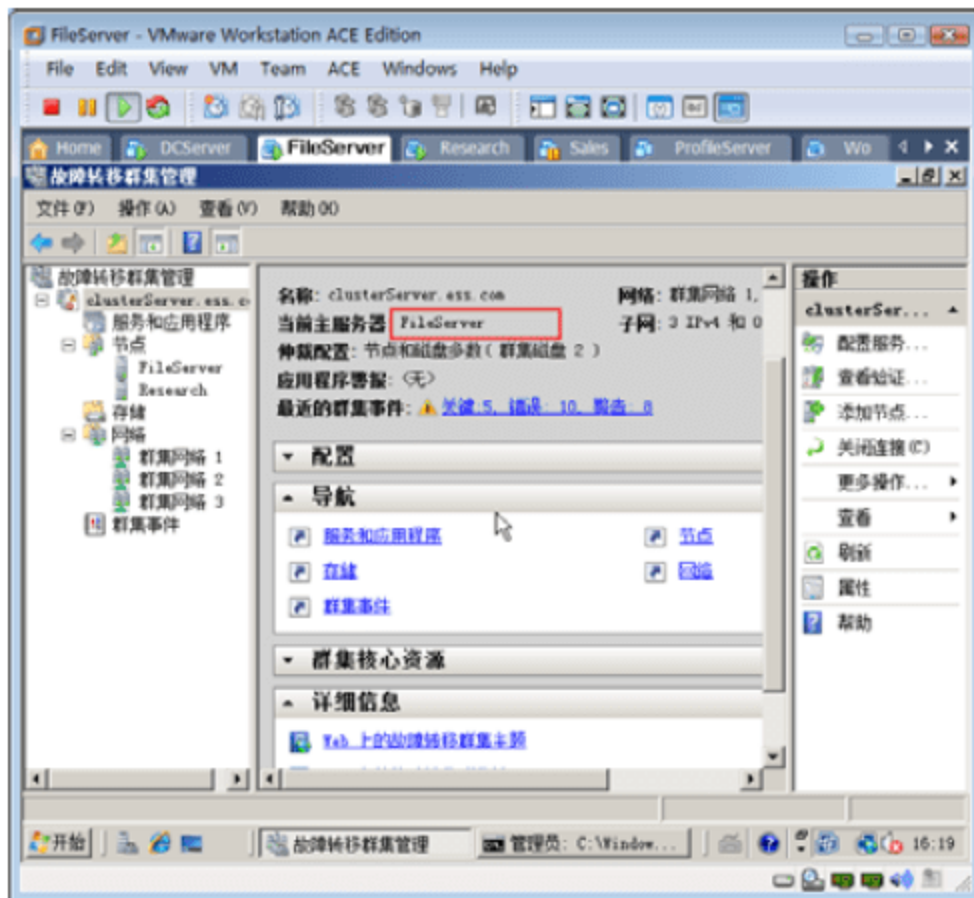 FileServer - VMware Workstation ACE Edition
File Edit View VM Team ACE Windows Help
Home DCServer FileServer Research Sales ProfileServer Wo
故障转移群集管理
文件(F) 操作(A) 查看(V) 帮助(H)
故障转移群集管理
clusterServer.ess.c
服务和应用程序
节点
FileServer
Research
存储
网络
群集网络 1
群集网络 2
群集网络 3
群集事件
名称: clusterServer.ess.com 网络: 群集网络 1,
当前主服务器 FileServer 子网: 3 IPv4 和 0
仲裁配置: 节点和磁盘多数( 群集磁盘 2 )
应用程序警报: (无)
最近的群集事件: 关键:5, 错误: 10, 警告: 8
配置
导航
服务和应用程序 节点
存储 网络
群集事件
群集核心资源
详细信息
Web 上的故障转移群集主题
操作
clusterSer...
配置服务...
查看验证...
添加节点...
关闭连接(C)
更多操作...
查看
刷新
属性
帮助
开始 故障转移群集管理 管理员: C:\Window... 16:19